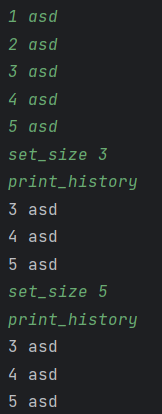 1 asd
2 asd
3 asd
4 asd
5 asd
set_size 3
print_history
3 asd
4 asd
5 asd
set_size 5
print_history
3 asd
4 asd
5 asd